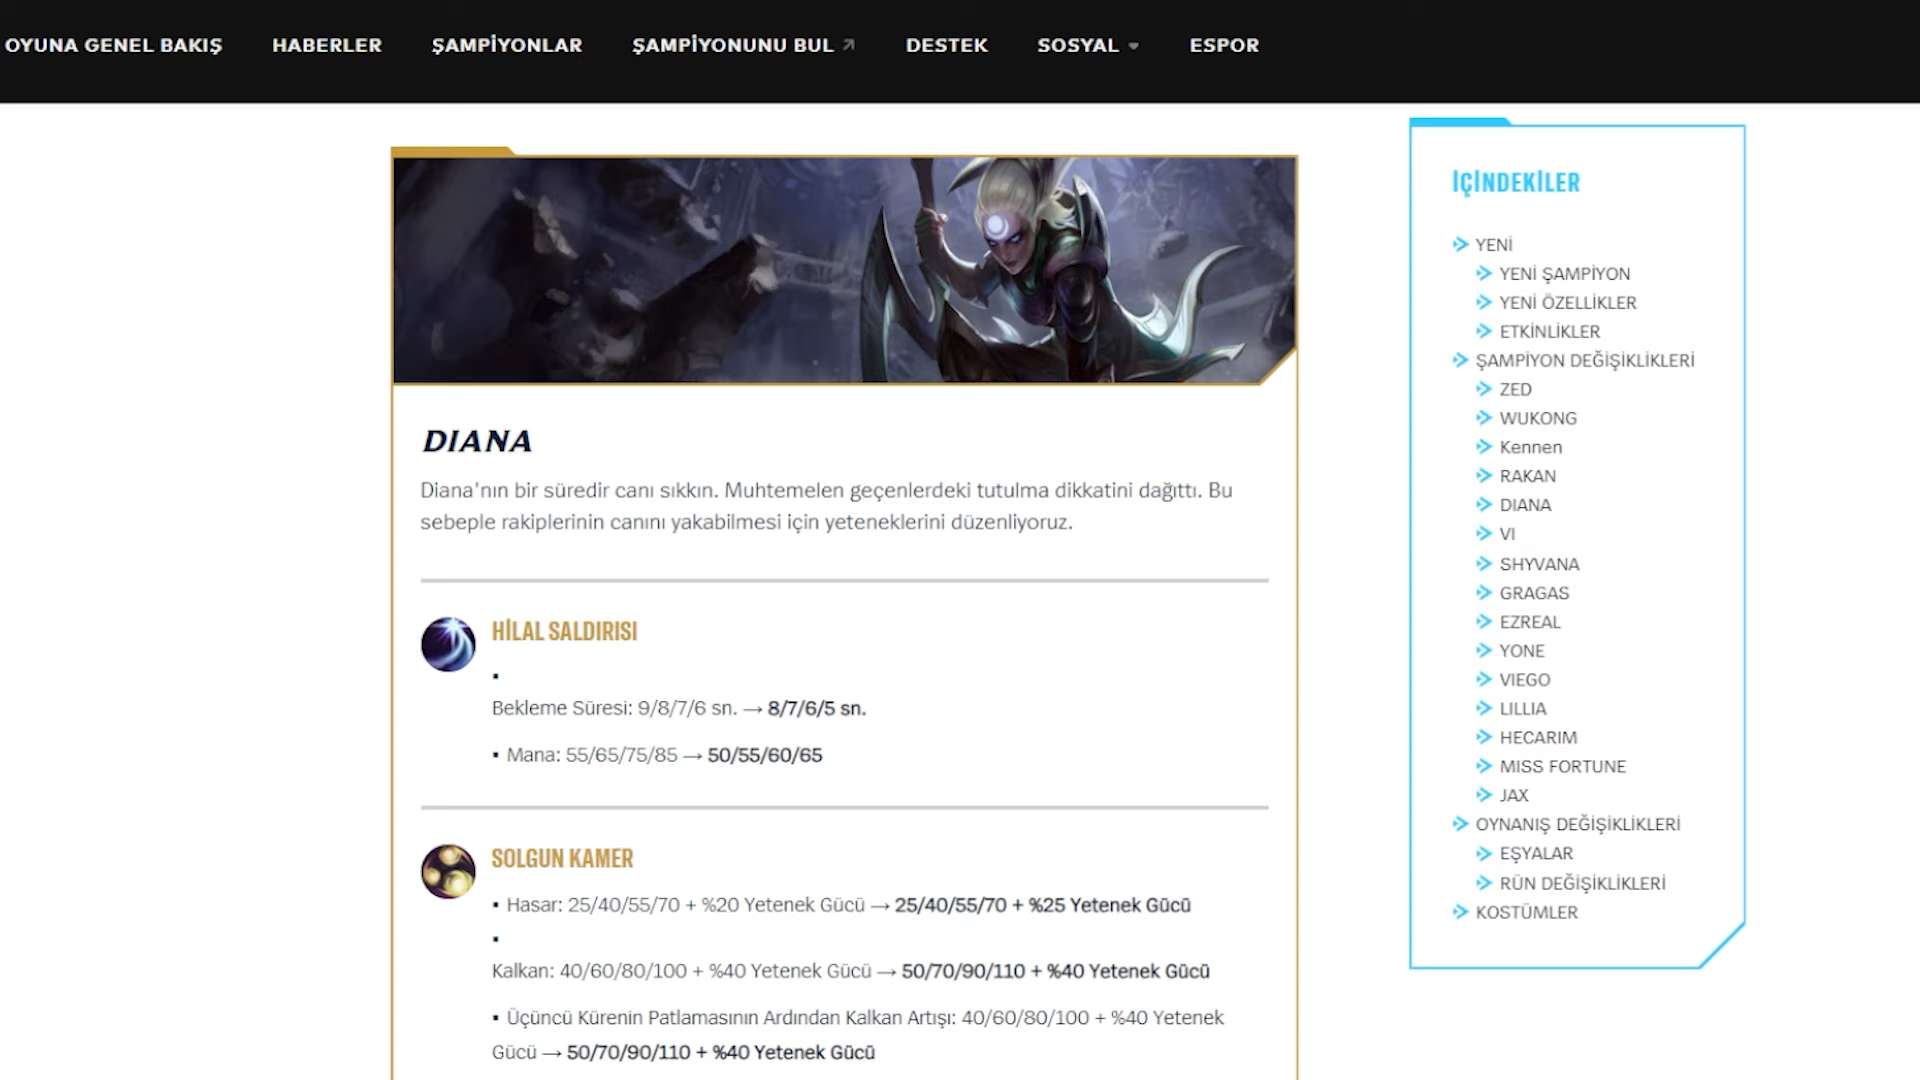 OYUNA GENEL BAKIŞ HABERLER ŞAMPİYONLAR ŞAMPİYONUNU BUL DESTEK SOSYAL ESPOR
DIANA
Diana'nın bir süredir canı sıkkın. Muhtemelen geçenlerdeki tutulma dikkatini dağıttı. Bu
sebeple rakiplerinin canını yakabilmesi için yeteneklerini düzenliyoruz.
HİLAL SALDIRISI
▪
Bekleme Süresi: 9/8/7/6 sn. → 8/7/6/5 sn.
▪ Mana: 55/65/75/85 → 50/55/60/65
SOLGUN KAMER
▪ Hasar: 25/40/55/70 + %20 Yetenek Gücü → 25/40/55/70 + %25 Yetenek Gücü
▪
Kalkan: 40/60/80/100 + %40 Yetenek Gücü → 50/70/90/110 + %40 Yetenek Gücü
▪ Üçüncü Kürenin Patlamasının Ardından Kalkan Artışı: 40/60/80/100 + %40 Yetenek
Gücü → 50/70/90/110 + %40 Yetenek Gücü
İÇİNDEKİLER
YENİ
YENİ ŞAMPİYON
YENİ ÖZELLİKLER
ETKİNLİKLER
ŞAMPİYON DEĞİŞİKLİKLERİ
ZED
WUKONG
Kennen
RAKAN
DIANA
VI
SHYVANA
GRAGAS
EZREAL
YONE
VIEGO
LILLIA
HECARIM
MISS FORTUNE
JAX
OYNANIŞ DEĞİŞİKLİKLERİ
EŞYALAR
RÜN DEĞİŞİKLİKLERİ
KOSTÜMLER